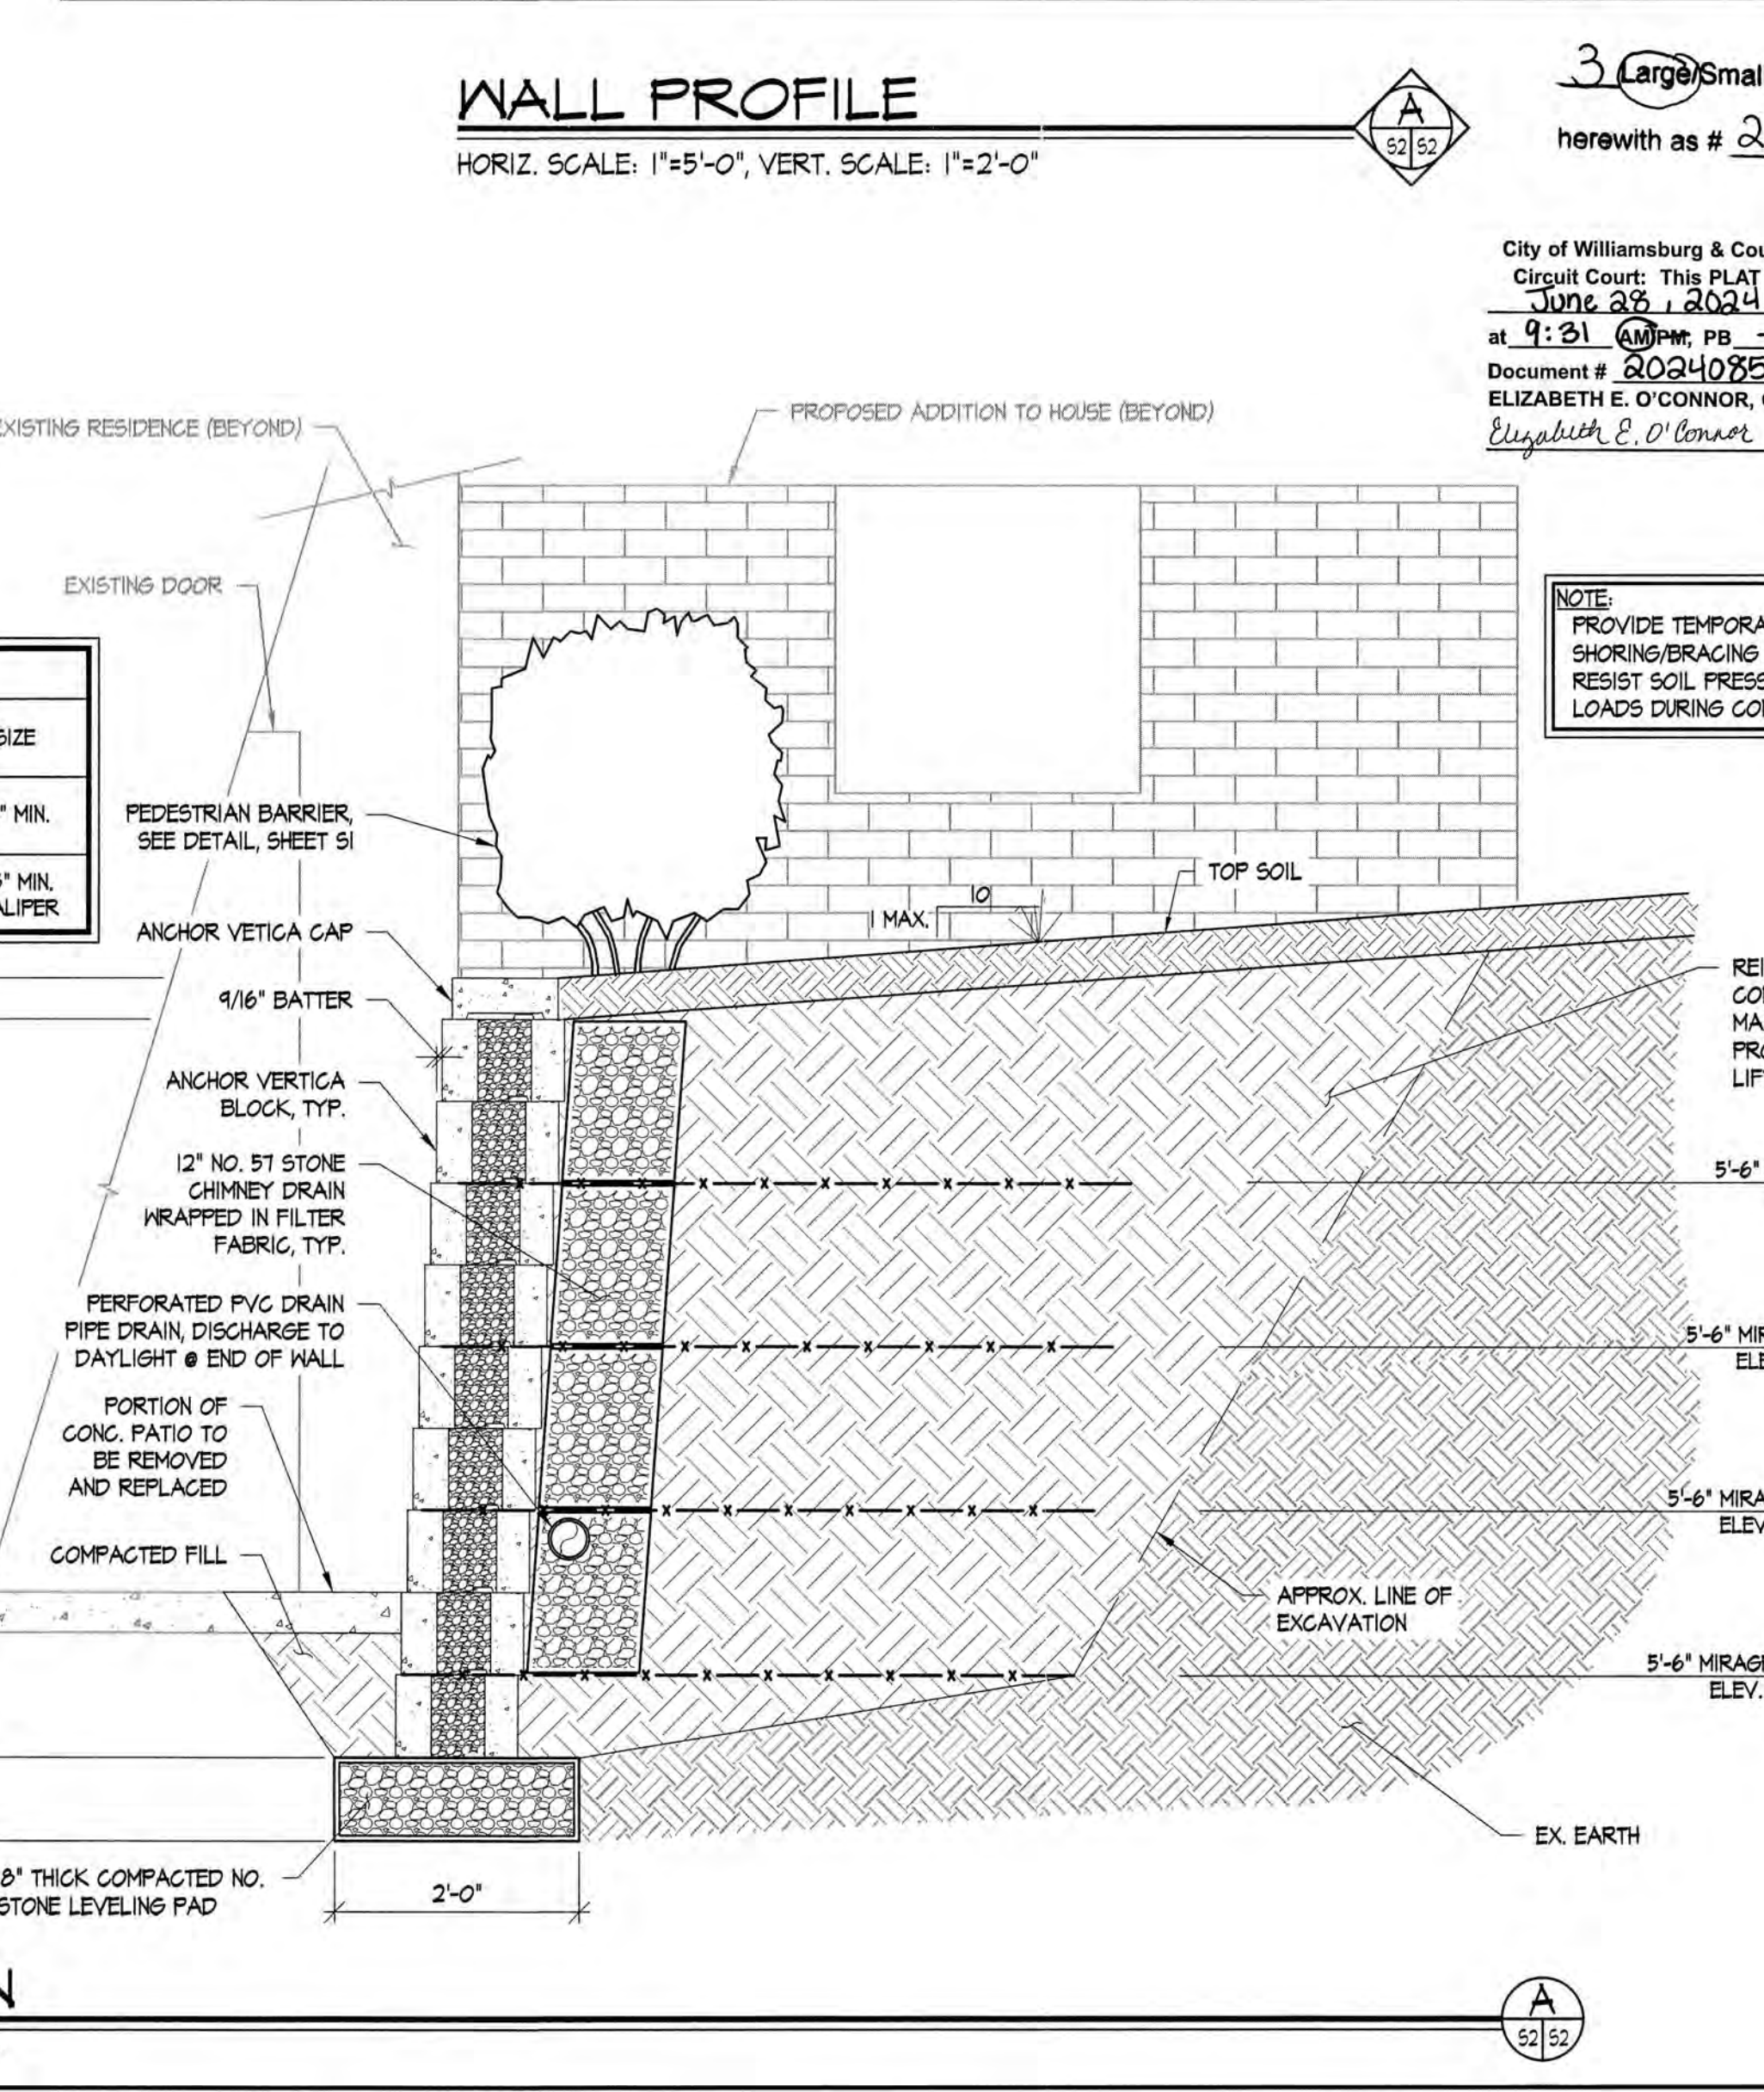 WALL PROFILE
HORIZ. SCALE: 1"=5'-0", VERT. SCALE: 1"=2'-0"
A
S2 S2
3 Large/Smal
herewith as # 2
City of Williamsburg & Cou
Circuit Court: This PLAT
June 28, 2024
at 9:31 AM/PM, PB
Document # 2024085
ELIZABETH E. O'CONNOR,
Elizabeth E. O'Connor
EXISTING RESIDENCE (BEYOND)
PROPOSED ADDITION TO HOUSE (BEYOND)
EXISTING DOOR
NOTE:
PROVIDE TEMPORA
SHORING/BRACING
RESIST SOIL PRESS
LOADS DURING CO
SIZE
" MIN.
" MIN.
ALIPER
PEDESTRIAN BARRIER,
SEE DETAIL, SHEET S1
TOP SOIL
10
1 MAX.
ANCHOR VETICA CAP
9/16" BATTER
ANCHOR VERTICA
BLOCK, TYP.
12" NO. 57 STONE
CHIMNEY DRAIN
WRAPPED IN FILTER
FABRIC, TYP.
PERFORATED PVC DRAIN
PIPE DRAIN, DISCHARGE TO
DAYLIGHT @ END OF WALL
PORTION OF
CONC. PATIO TO
BE REMOVED
AND REPLACED
COMPACTED FILL
REI
CO
MA
PRO
LIF
5'-6"
5'-6" MIR
ELE
5'-6" MIRA
ELEV
APPROX. LINE OF
EXCAVATION
5'-6" MIRAG
ELEV.
EX. EARTH
8" THICK COMPACTED NO.
STONE LEVELING PAD
2'-0"
N
A
S2 S2